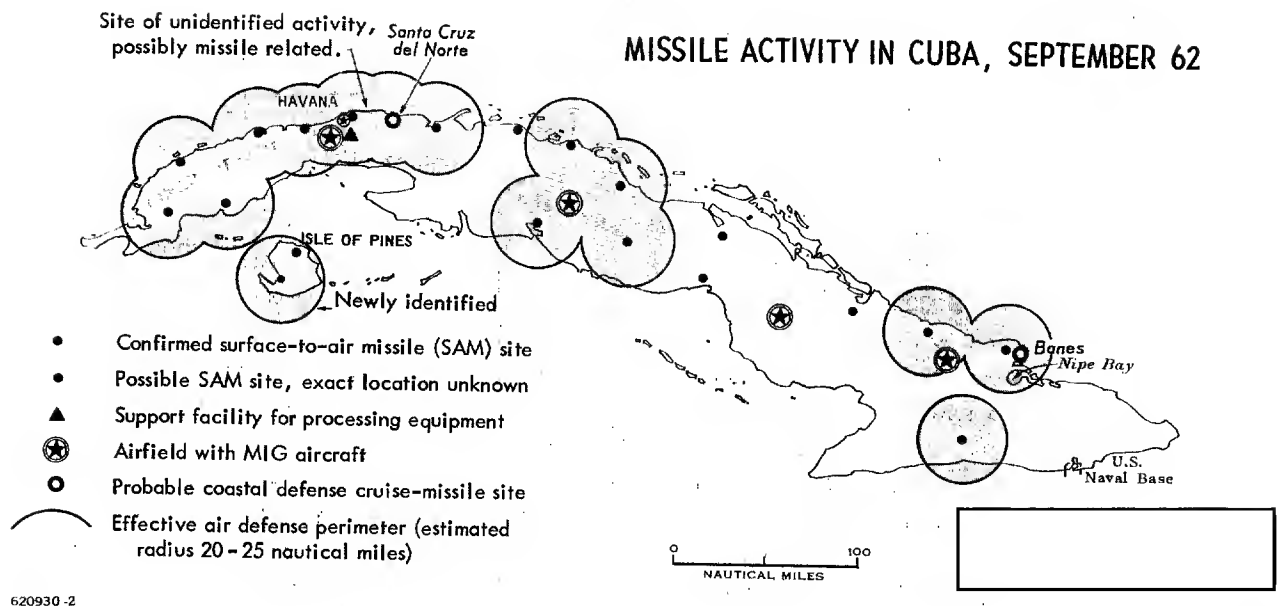 Site of unidentified activity,
possibly missile related.
Santa Cruz
del Norte
MISSILE ACTIVITY IN CUBA, SEPTEMBER 62
HAVANA
ISLE OF PINES
Newly identified
Banes
Nipe Bay
U.S.
Naval Base
Confirmed surface-to-air missile (SAM) site
Possible SAM site, exact location unknown
Support facility for processing equipment
Airfield with MIG aircraft
Probable coastal defense cruise-missile site
Effective air defense perimeter (estimated
radius 20-25 nautical miles)
0 100
NAUTICAL MILES
620930-2